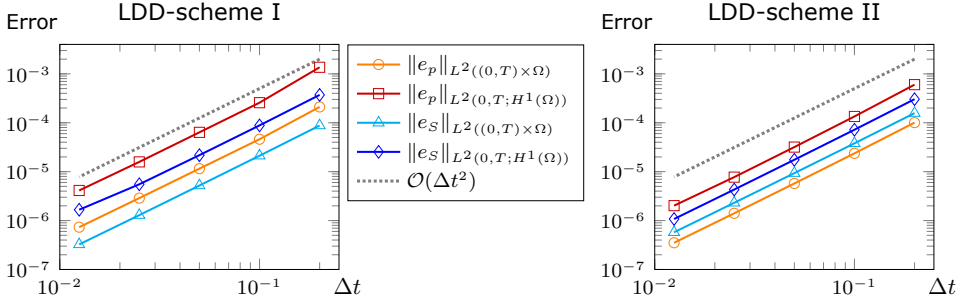 LDD-scheme I
Error
10^{-3}
10^{-4}
10^{-5}
10^{-6}
10^{-7}
10^{-2}
10^{-1}
Δt
‖e_p‖_{L^2((0,T)×Ω)}
‖e_p‖_{L^2(0,T;H^1(Ω))}
‖e_S‖_{L^2((0,T)×Ω)}
‖e_S‖_{L^2(0,T;H^1(Ω))}
𝒪(Δt^2)
LDD-scheme II
Error
10^{-3}
10^{-4}
10^{-5}
10^{-6}
10^{-7}
10^{-2}
10^{-1}
Δt